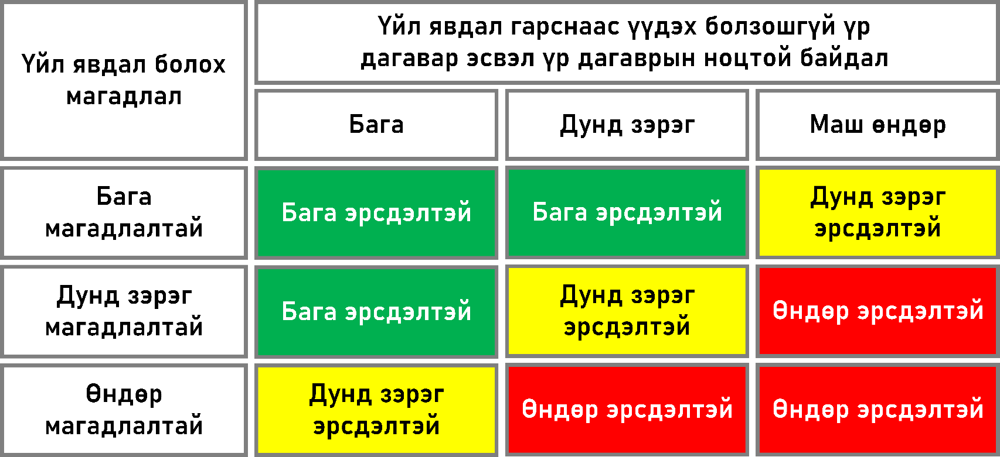 Үйл явдал болох
магадлал
Үйл явдал гарснаас үүдэх болзошгүй үр
дагавар эсвэл үр дагаврын ноцтой байдал
Бага
Дунд зэрэг
Маш өндөр
Бага
магадлалтай
Бага эрсдэлтэй
Бага эрсдэлтэй
Дунд зэрэг
эрсдэлтэй
Дунд зэрэг
магадлалтай
Бага эрсдэлтэй
Дунд зэрэг
эрсдэлтэй
Өндөр эрсдэлтэй
Өндөр
магадлалтай
Дунд зэрэг
эрсдэлтэй
Өндөр эрсдэлтэй
Өндөр эрсдэлтэй